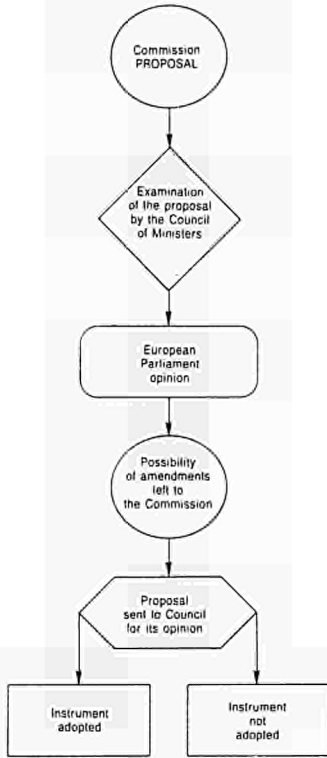 Commission
PROPOSAL
Examination
of the proposal
by the Council
of Ministers
European
Parliament
opinion
Possibility
of amendments
left to
the Commission
Proposal
sent to Council
for its opinion
Instrument
adopted
Instrument
not
adopted